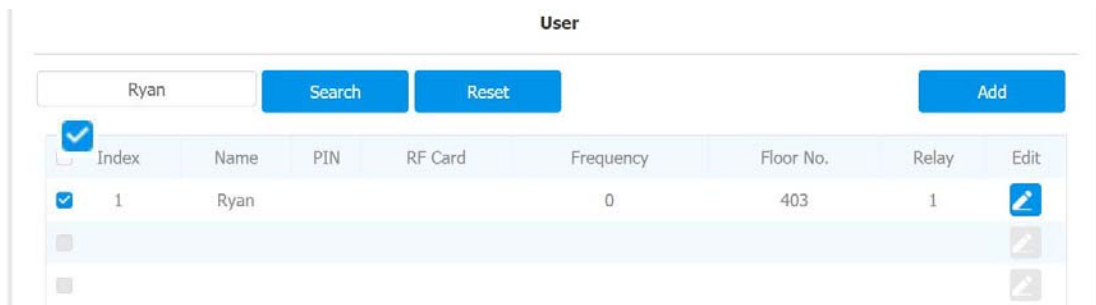 User
Ryan Search Reset Add
Index Name PIN RF Card Frequency Floor No. Relay Edit
1 Ryan 0 403 1